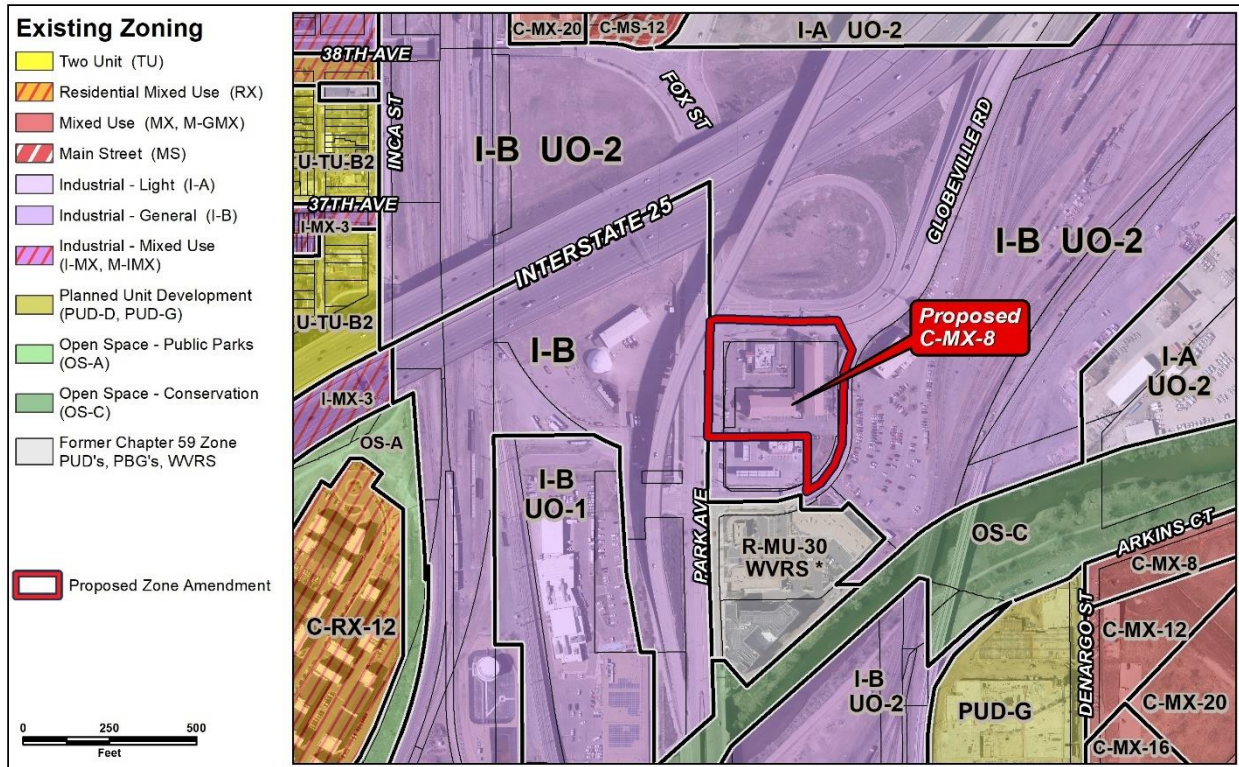 Existing Zoning
Two Unit (TU)
Residential Mixed Use (RX)
Mixed Use (MX, M-GMX)
Main Street (MS)
Industrial - Light (I-A)
Industrial - General (I-B)
Industrial - Mixed Use
(I-MX, M-IMX)
Planned Unit Development
(PUD-D, PUD-G)
Open Space - Public Parks
(OS-A)
Open Space - Conservation
(OS-C)
Former Chapter 59 Zone
PUD's, PBG's, WVRS
Proposed Zone Amendment
0 250 500
Feet
38TH AVE
C-MX-20
C-MS-12
I-A UO-2
INCA ST
FOX ST
U-TU-B2
I-B UO-2
GLOBEVILLE RD
37TH AVE
I-MX-3
INTERSTATE 25
I-B UO-2
U-TU-B2
Proposed
C-MX-8
I-B
I-A
UO-2
I-MX-3
OS-A
I-B
UO-1
PARK AVE
R-MU-30
WVRS *
OS-C
ARKINS CT
C-MX-8
C-RX-12
DENARGO ST
C-MX-12
I-B
UO-2
PUD-G
C-MX-20
C-MX-16